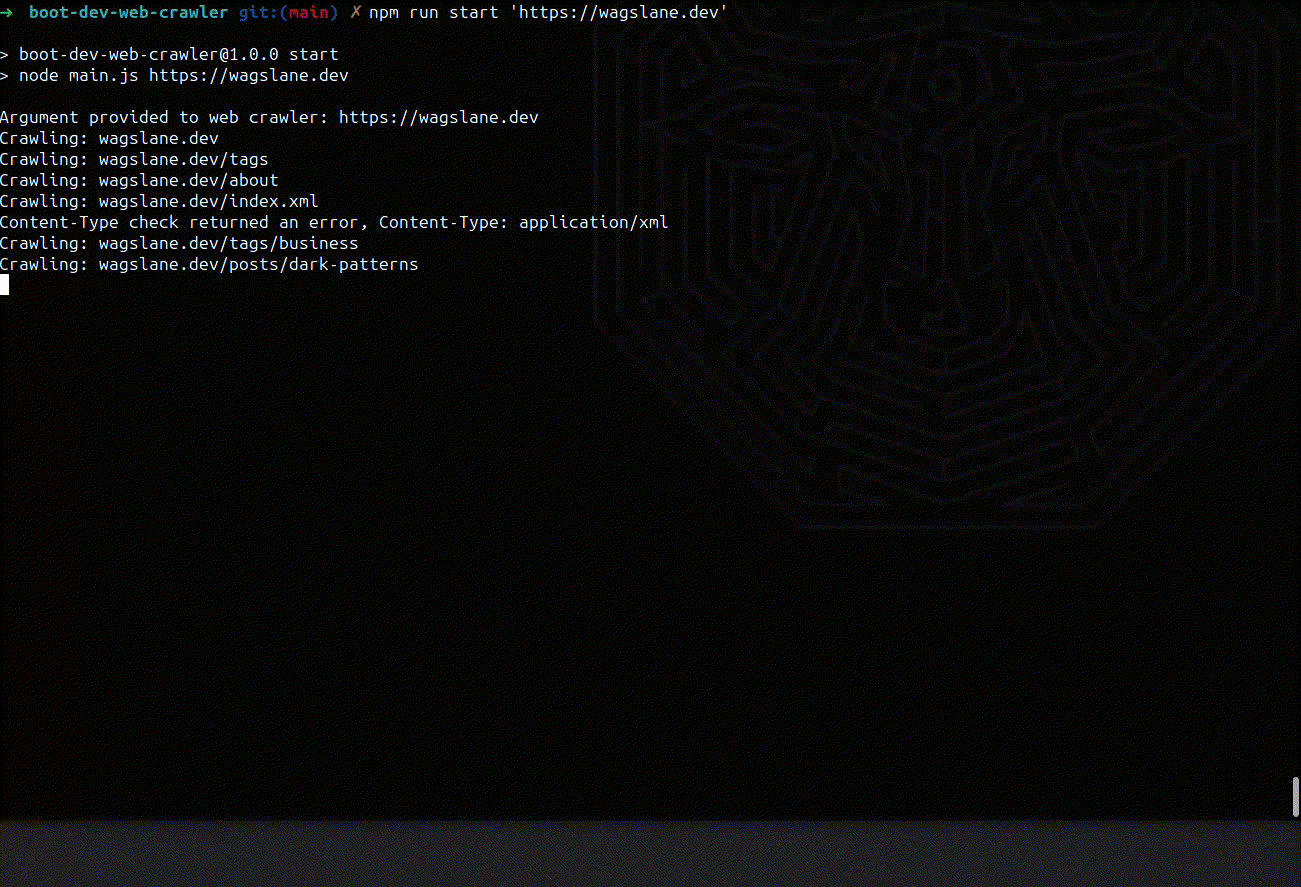 ➜ boot-dev-web-crawler git:(main) ✗ npm run start 'https://wagslane.dev'
> boot-dev-web-crawler@1.0.0 start
> node main.js https://wagslane.dev
Argument provided to web crawler: https://wagslane.dev
Crawling: wagslane.dev
Crawling: wagslane.dev/tags
Crawling: wagslane.dev/about
Crawling: wagslane.dev/index.xml
Content-Type check returned an error, Content-Type: application/xml
Crawling: wagslane.dev/tags/business
Crawling: wagslane.dev/posts/dark-patterns